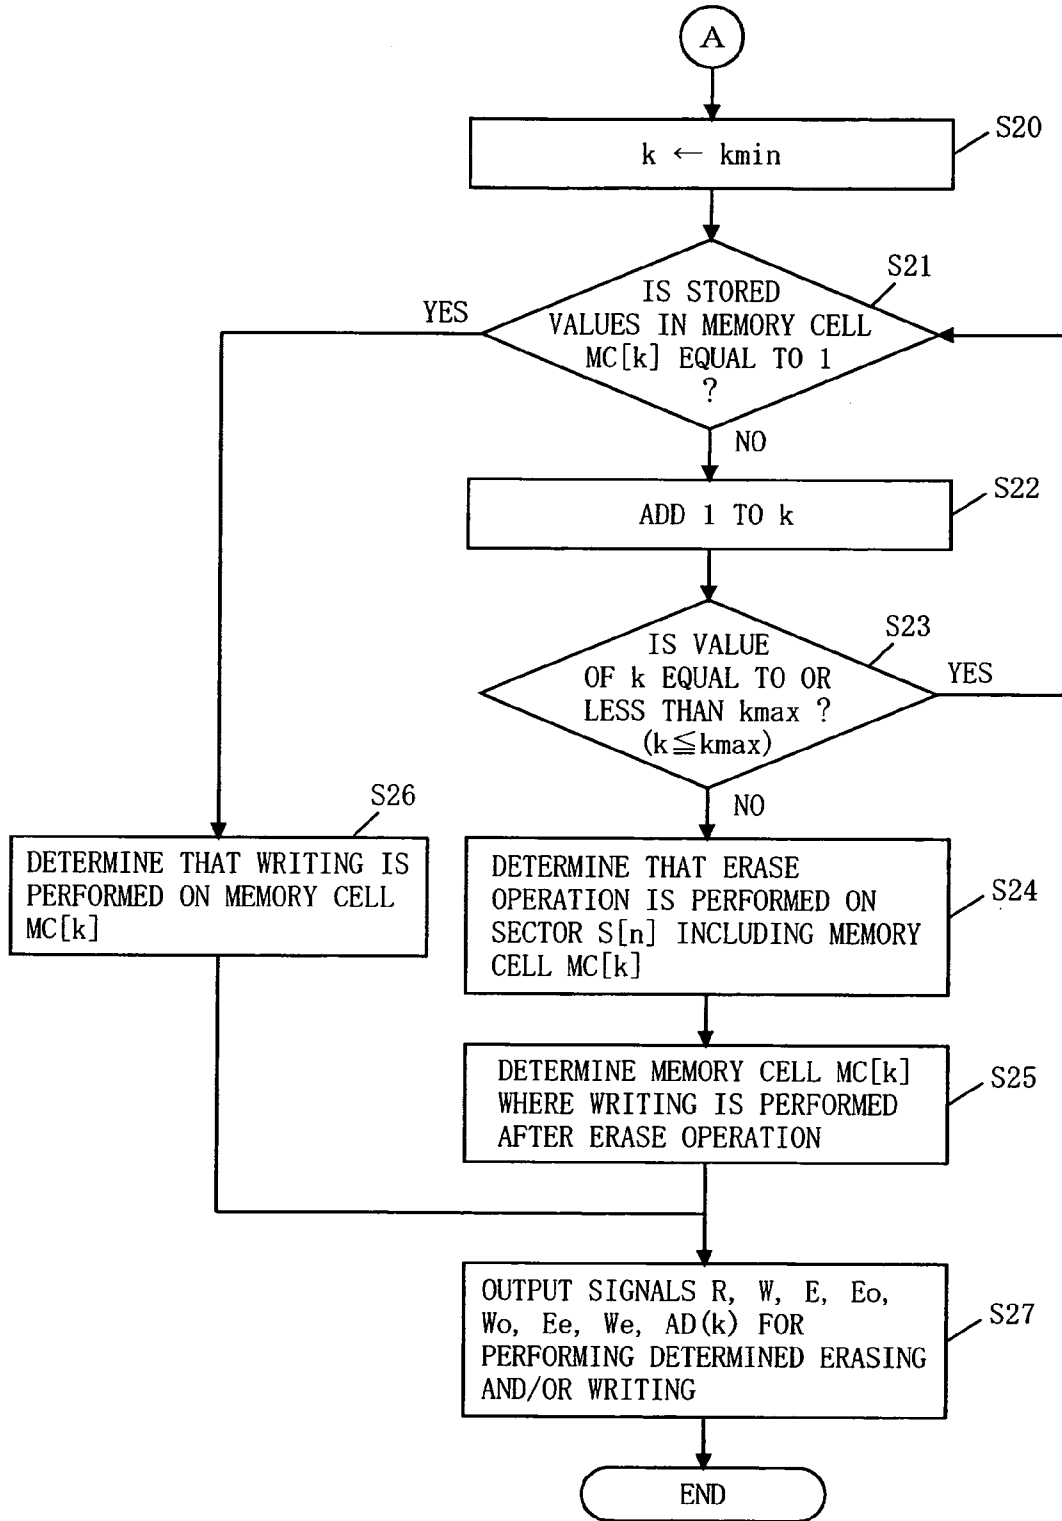 A
S20
k ← kmin
S21
IS STORED
VALUES IN MEMORY CELL
MC[k] EQUAL TO 1
?
YES
NO
S22
ADD 1 TO k
S23
IS VALUE
OF k EQUAL TO OR
LESS THAN kmax ?
(k≦kmax)
YES
NO
S26
DETERMINE THAT WRITING IS
PERFORMED ON MEMORY CELL
MC[k]
S24
DETERMINE THAT ERASE
OPERATION IS PERFORMED ON
SECTOR S[n] INCLUDING MEMORY
CELL MC[k]
S25
DETERMINE MEMORY CELL MC[k]
WHERE WRITING IS PERFORMED
AFTER ERASE OPERATION
S27
OUTPUT SIGNALS R, W, E, Eo,
Wo, Ee, We, AD(k) FOR
PERFORMING DETERMINED ERASING
AND/OR WRITING
END